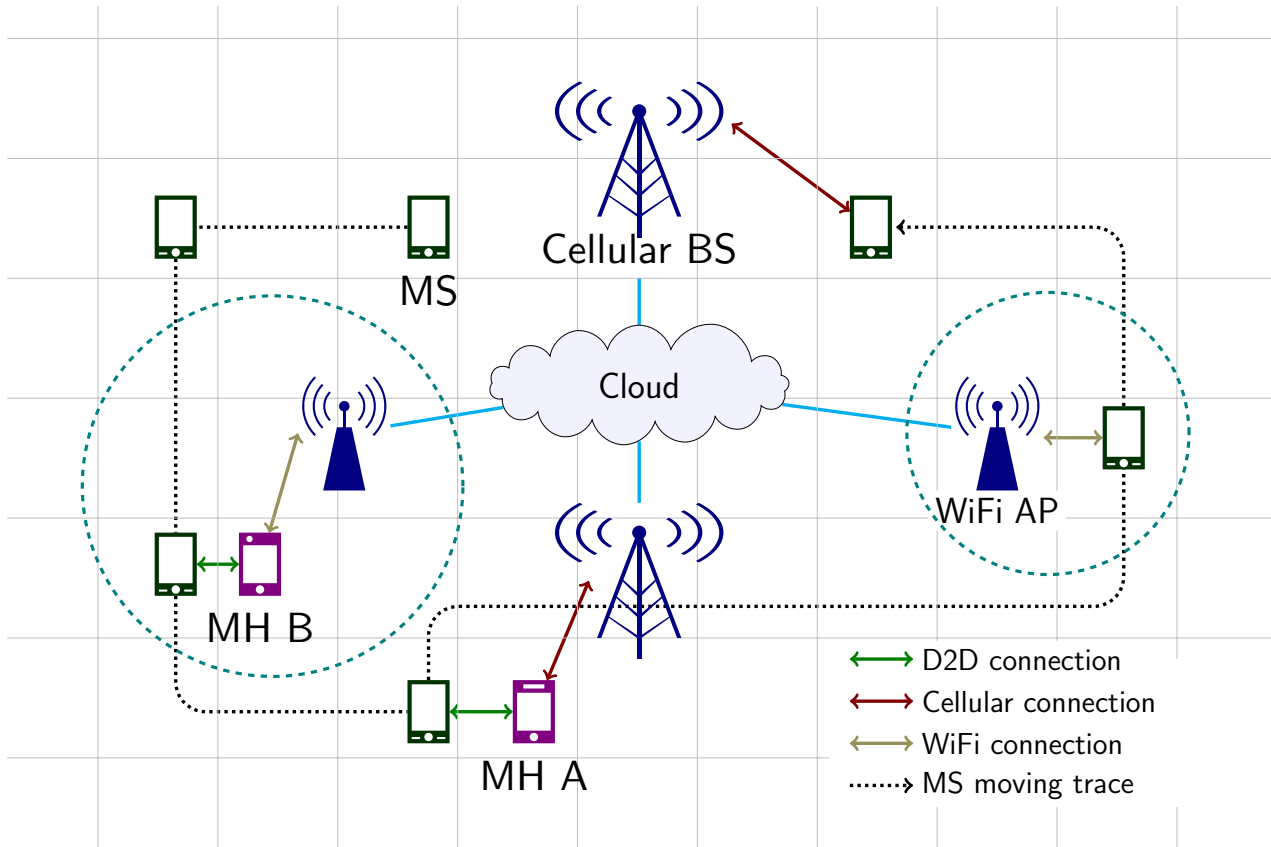 Cellular BS
MS
Cloud
WiFi AP
MH B
MH A
D2D connection
Cellular connection
WiFi connection
MS moving trace